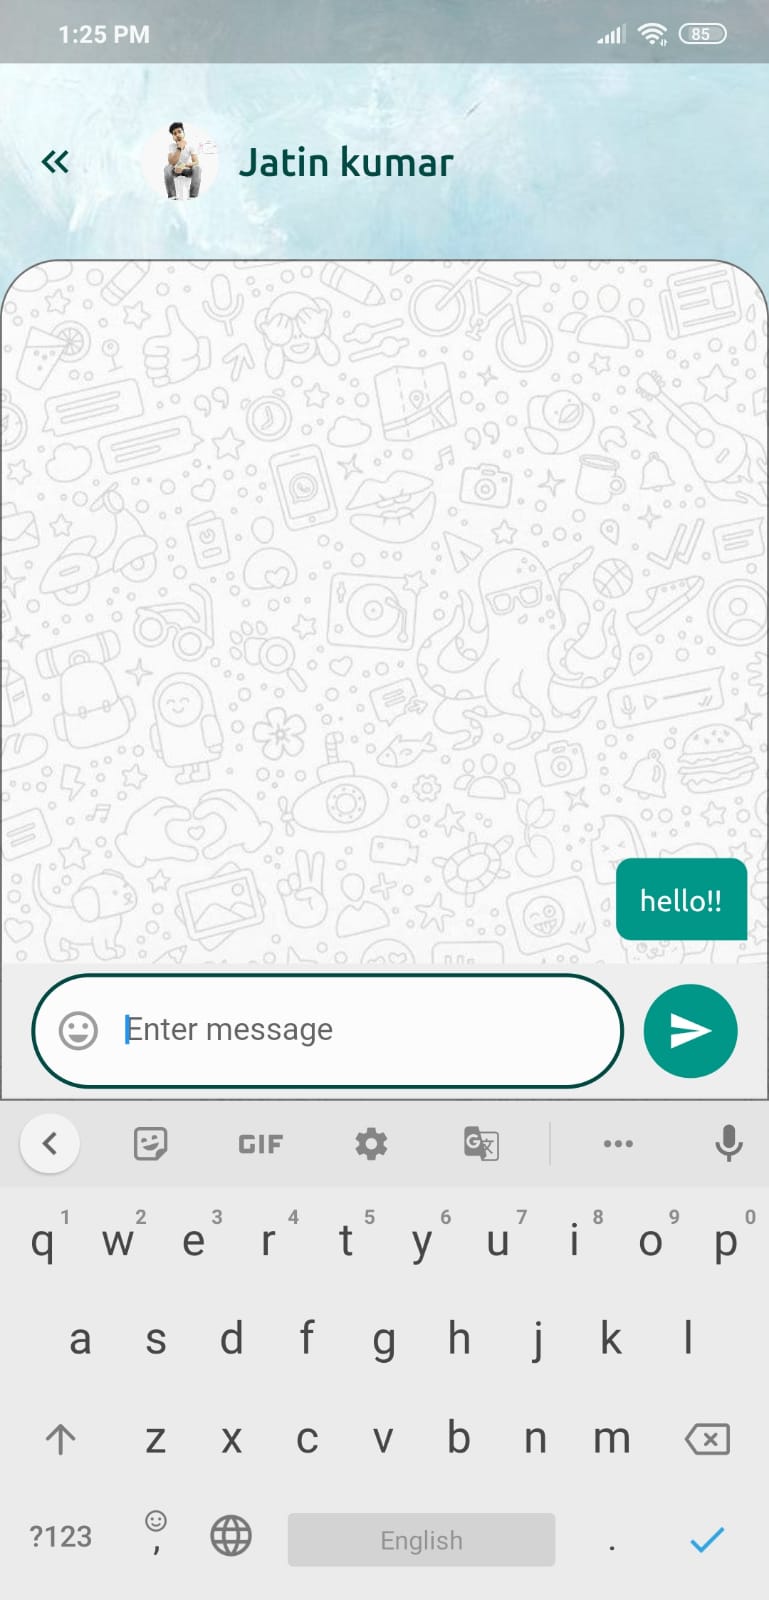 1:25 PM
85
Jatin kumar
hello!!
Enter message
GIF
G
1 2 3 4 5 6 7 8 9 0
q w e r t y u i o p
a s d f g h j k l
z x c v b n m
?123 , English .